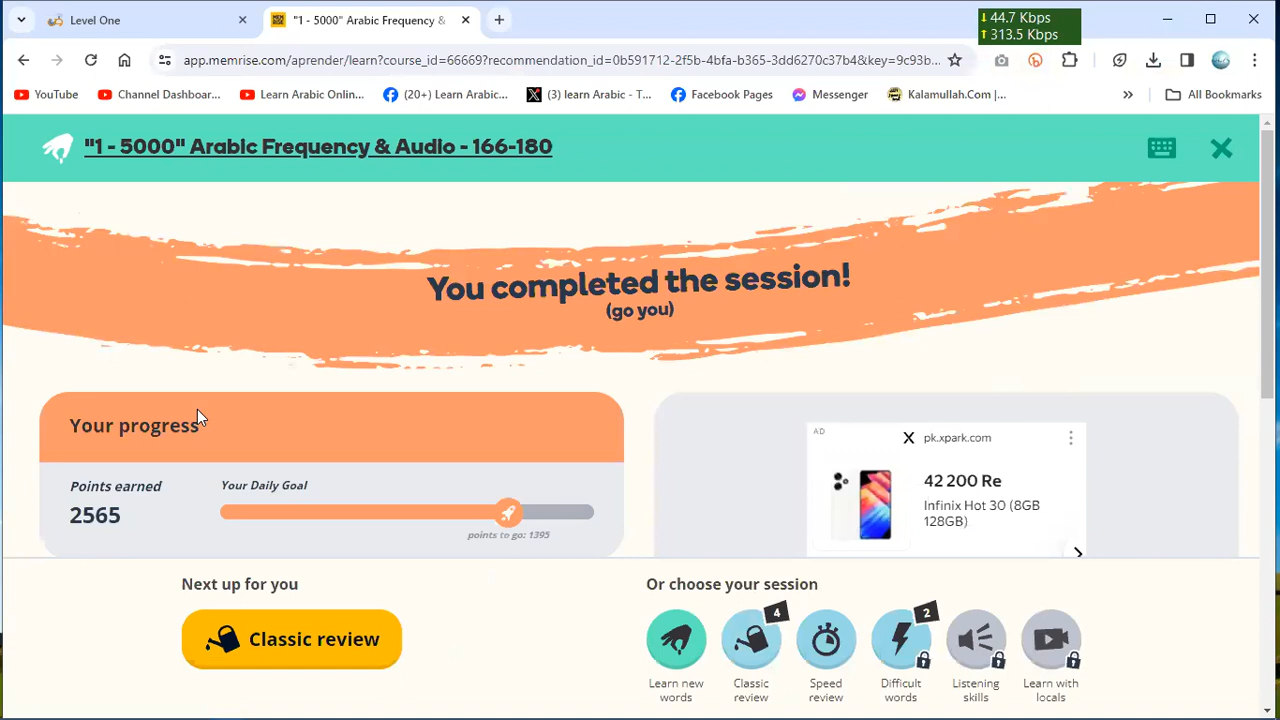 Level One
"1 - 5000" Arabic Frequency &
44.7 Kbps
313.5 Kbps
app.memrise.com/aprender/learn?course_id=66669?recommendation_id=0b591712-2f5b-4bfa-b365-3dd6270c37b4&key=9c93b...
YouTube
Channel Dashboar...
Learn Arabic Onlin...
(20+) Learn Arabic...
(3) learn Arabic - T...
Facebook Pages
Messenger
Kalamullah.Com |...
»
All Bookmarks
"1 - 5000" Arabic Frequency & Audio - 166-180
You completed the session!
(go you)
Your progress
Points earned
2565
Your Daily Goal
points to go: 1395
AD
pk.xpark.com
42 200 Re
Infinix Hot 30 (8GB
128GB)
Next up for you
Classic review
Or choose your session
4
2
Learn new
words
Classic
review
Speed
review
Difficult
words
Listening
skills
Learn with
locals